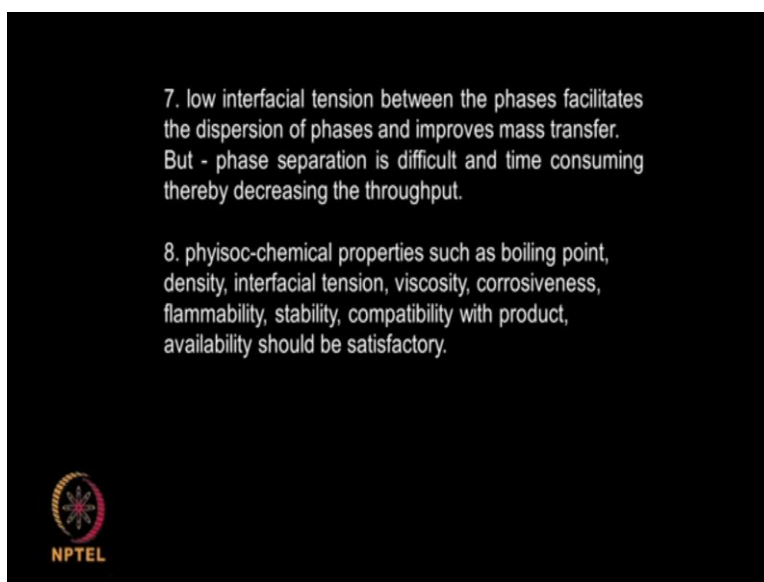 7. low interfacial tension between the phases facilitates
the dispersion of phases and improves mass transfer.
But - phase separation is difficult and time consuming
thereby decreasing the throughput.
8. phyisoc-chemical properties such as boiling point,
density, interfacial tension, viscosity, corrosiveness,
flammability, stability, compatibility with product,
availability should be satisfactory.
NPTEL